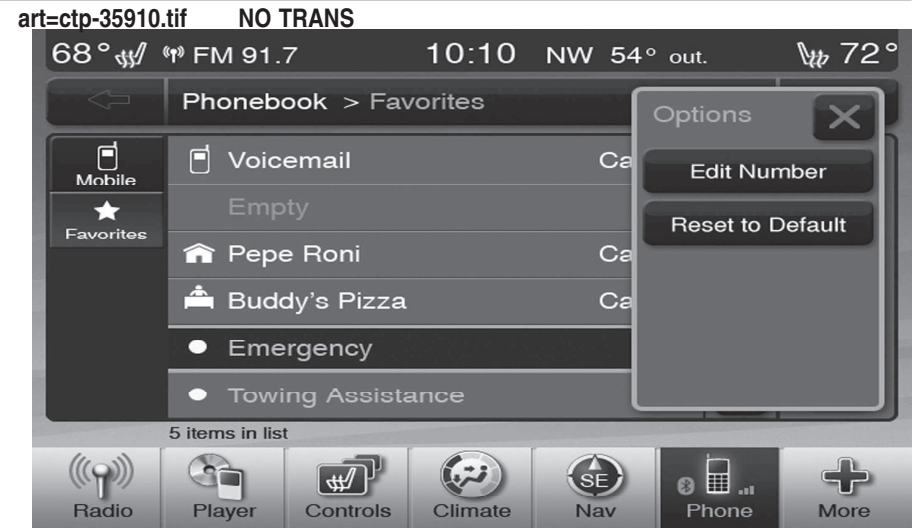 art=ctp-35910.tif NO TRANS
68° FM 91.7 10:10 NW 54° out. 72°
Phonebook > Favorites
Options
Mobile
Favorites
Voicemail Ca
Empty
Pepe Roni Ca
Buddy's Pizza Ca
Emergency
Towing Assistance
Edit Number
Reset to Default
5 items in list
Radio Player Controls Climate SE Nav Phone More